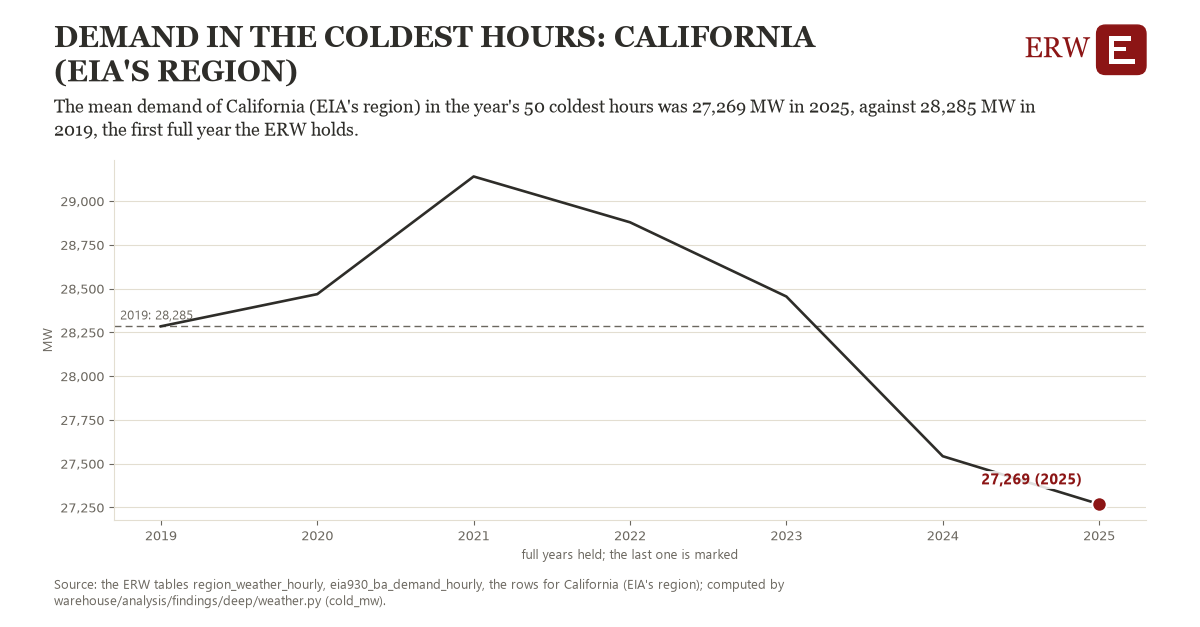 DEMAND IN THE COLDEST HOURS: CALIFORNIA
(EIA'S REGION)
ERW E
The mean demand of California (EIA's region) in the year's 50 coldest hours was 27,269 MW in 2025, against 28,285 MW in
2019, the first full year the ERW holds.
29,000
28,750
28,500
2019: 28,285
28,250
MW
28,000
27,750
27,500
27,269 (2025)
27,250
2019 2020 2021 2022 2023 2024 2025
full years held; the last one is marked
Source: the ERW tables region_weather_hourly, eia930_ba_demand_hourly, the rows for California (EIA's region); computed by
warehouse/analysis/findings/deep/weather.py (cold_mw).